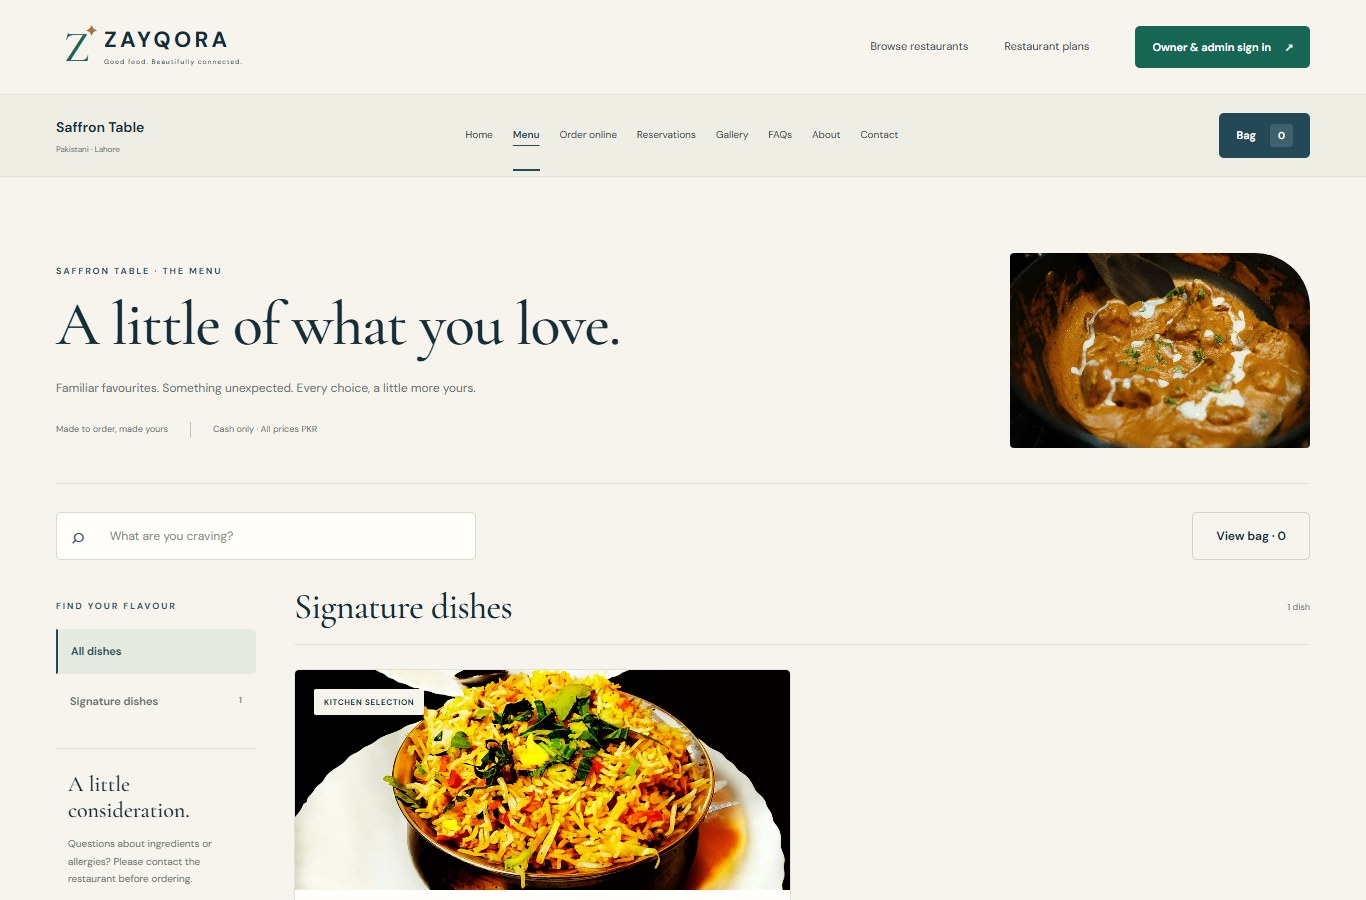 ZAYQORA
Good food. Beautifully connected.
Browse restaurants
Restaurant plans
Owner & admin sign in ↗
Saffron Table
Pakistani · Lahore
Home
Menu
Order online
Reservations
Gallery
FAQs
About
Contact
Bag 0
SAFFRON TABLE · THE MENU
A little of what you love.
Familiar favourites. Something unexpected. Every choice, a little more yours.
Made to order, made yours
Cash only · All prices PKR
What are you craving?
View bag · 0
FIND YOUR FLAVOUR
All dishes
Signature dishes 1
A little
consideration.
Questions about ingredients or
allergies? Please contact the
restaurant before ordering.
Signature dishes
1 dish
KITCHEN SELECTION